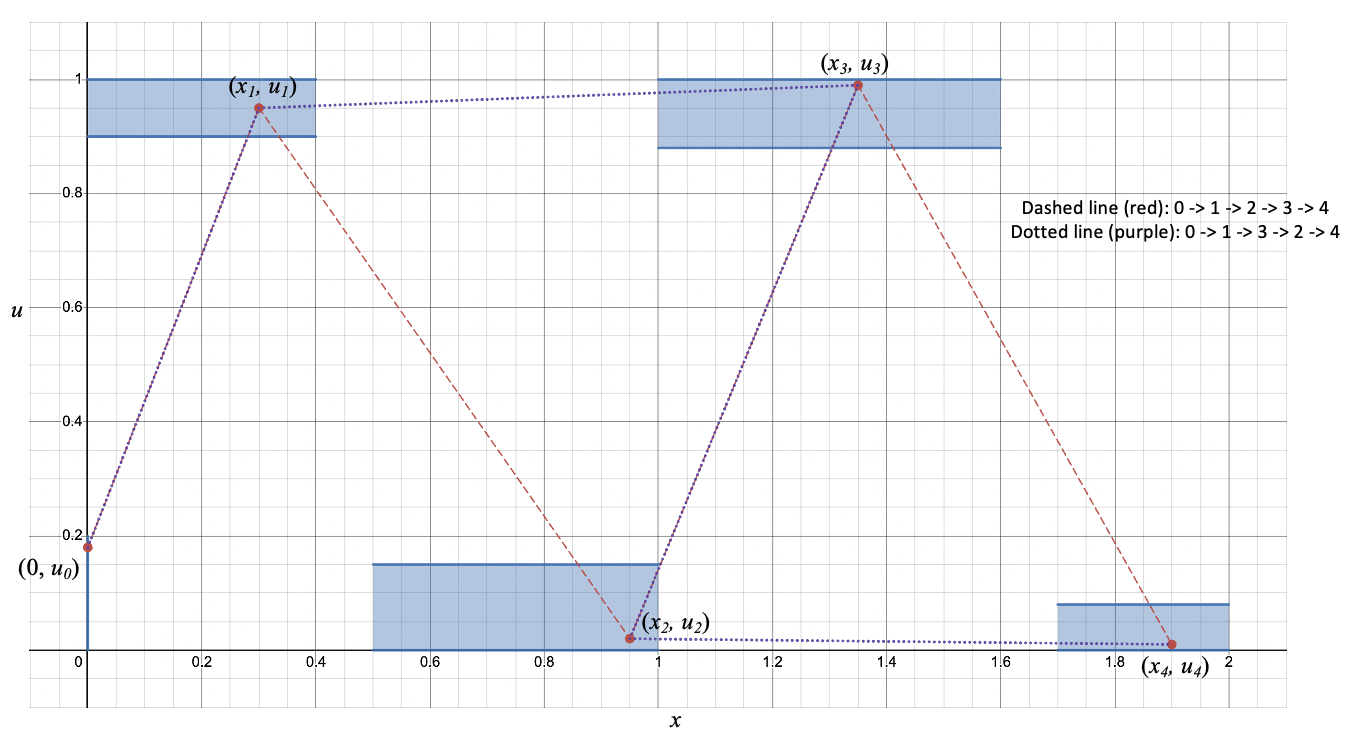 (x3, u3)
1
(x1, u1)
0.8
Dashed line (red): 0 -> 1 -> 2 -> 3 -> 4
Dotted line (purple): 0 -> 1 -> 3 -> 2 -> 4
0.6
u
0.4
0.2
(0, u0)
(x2, u2)
0 0.2 0.4 0.6 0.8 1 1.2 1.4 1.6 1.8 2
(x4, u4)
x